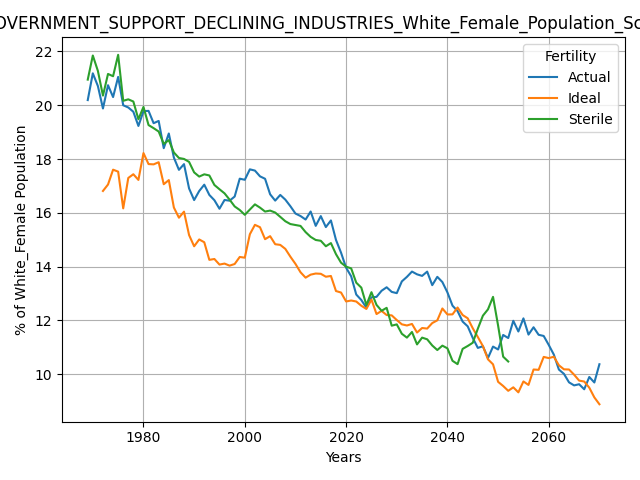 OVERNMENT_SUPPORT_DECLINING_INDUSTRIES_White_Female_Population_Sc
22
20
18
16
14
12
10
% of White_Female Population
Fertility
Actual
Ideal
Sterile
1980
2000
2020
2040
2060
Years